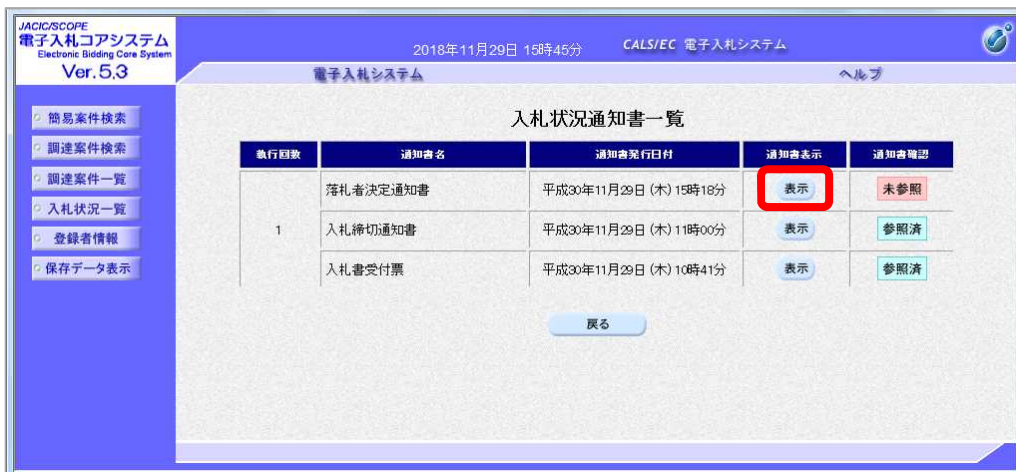 JACIC/SCOPE
電子入札コアシステム
Electronic Bidding Core System
Ver.5,3
2018年11月29日 15時45分 CALS/EC 電子入札システム
電子入札システム ヘルプ
簡易案件検索
調達案件検索
調達案件一覧
入札状況一覧
登録者情報
保存データ表示
入札状況通知書一覧
執行回数 通知書名 通知書発行日付 通知書表示 通知書確認
落札者決定通知書 平成30年11月29日 (木) 15時18分 表示 未参照
1 入札締切通知書 平成30年11月29日 (木) 11時00分 表示 参照済
入札書受付票 平成30年11月29日 (木) 10時41分 表示 参照済
戻る